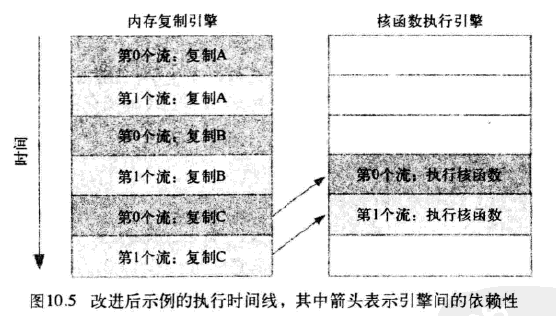 内存复制引擎 核函数执行引擎
时间
第0个流：复制A
第1个流：复制A
第0个流：复制B
第1个流：复制B
第0个流：执行核函数
第0个流：复制C
第1个流：执行核函数
第1个流：复制C
图10.5 改进后示例的执行时间线，其中箭头表示引擎间的依赖性